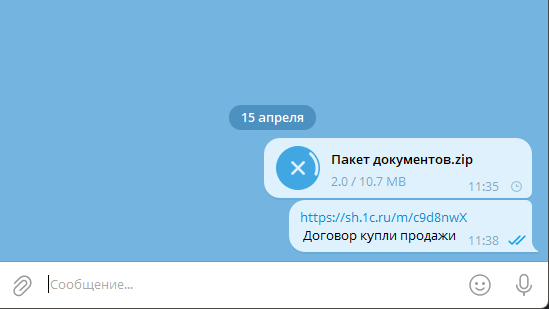 15 апреля
Пакет документов.zip
2.0 / 10.7 MB
11:35
https://sh.1c.ru/m/c9d8nwX
Договор купли продажи
11:38
Сообщение...